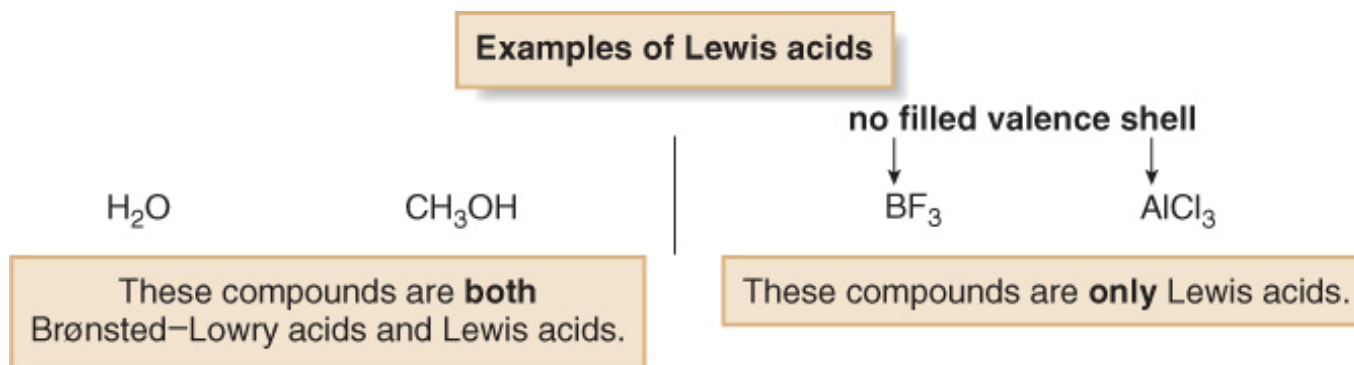 Examples of Lewis acids
no filled valence shell
H₂O CH₃OH BF₃ AlCl₃
These compounds are both
Brønsted–Lowry acids and Lewis acids.
These compounds are only Lewis acids.